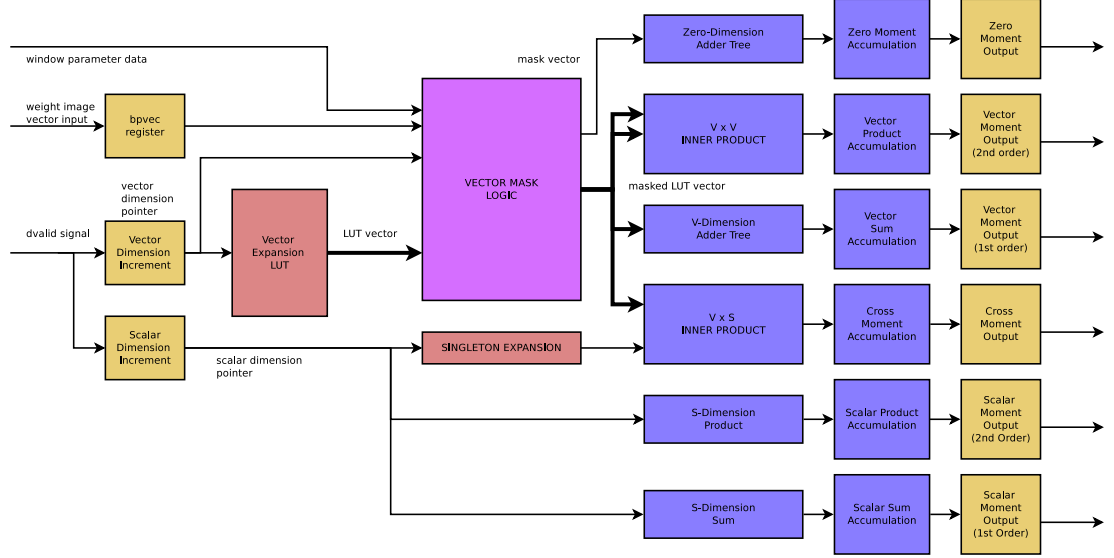 window parameter data
weight image
vector input
bpvec
register
vector
dimension
pointer
dvalid signal
Vector
Dimension
Increment
Vector
Expansion
LUT
LUT vector
Scalar
Dimension
Increment
scalar dimension
pointer
VECTOR MASK
LOGIC
SINGLETON EXPANSION
mask vector
masked LUT vector
Zero-Dimension
Adder Tree
Zero Moment
Accumulation
Zero
Moment
Output
V x V
INNER PRODUCT
Vector
Product
Accumulation
Vector
Moment
Output
(2nd order)
V-Dimension
Adder Tree
Vector
Sum
Accumulation
Vector
Moment
Output
(1st order)
V x S
INNER PRODUCT
Cross
Moment
Accumulation
Cross
Moment
Output
S-Dimension
Product
Scalar Product
Accumulation
Scalar
Moment
Output
(2nd Order)
S-Dimension
Sum
Scalar Sum
Accumulation
Scalar
Moment
Output
(1st Order)